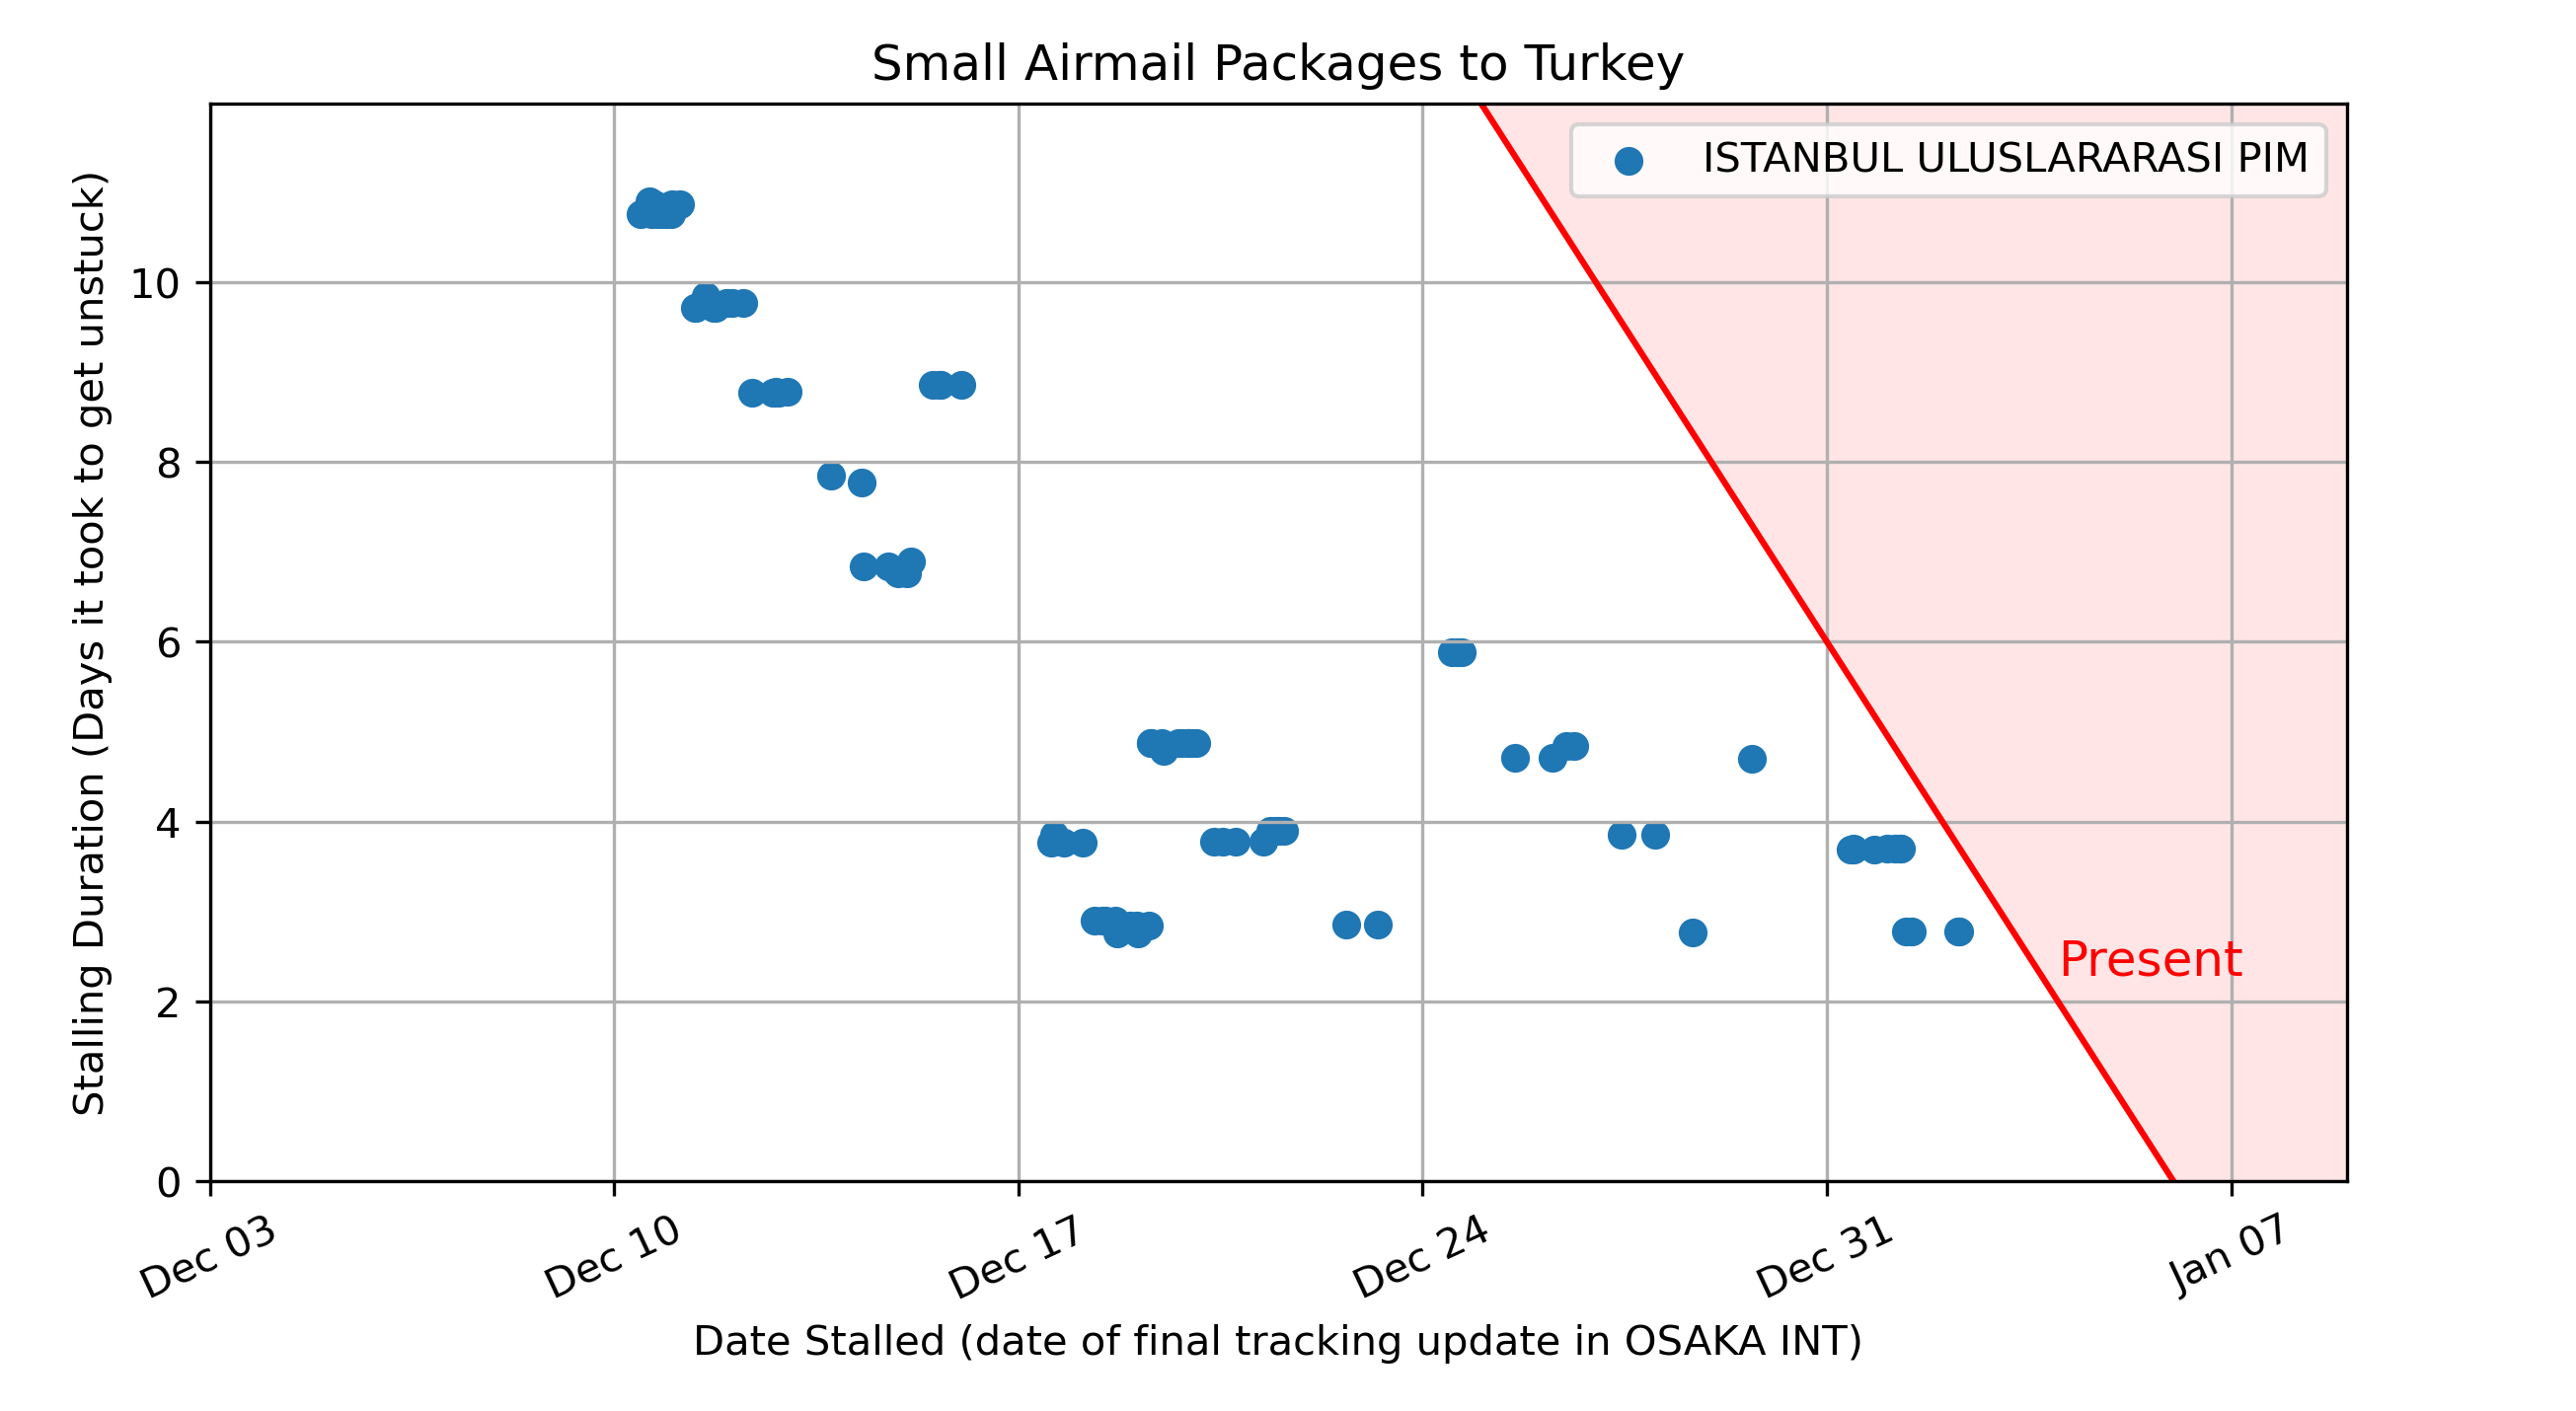 Small Airmail Packages to Turkey
ISTANBUL ULUSLARARASI PIM
Stalling Duration (Days it took to get unstuck)
10
8
6
4
2
0
Present
Dec 03
Dec 10
Dec 17
Dec 24
Dec 31
Jan 07
Date Stalled (date of final tracking update in OSAKA INT)